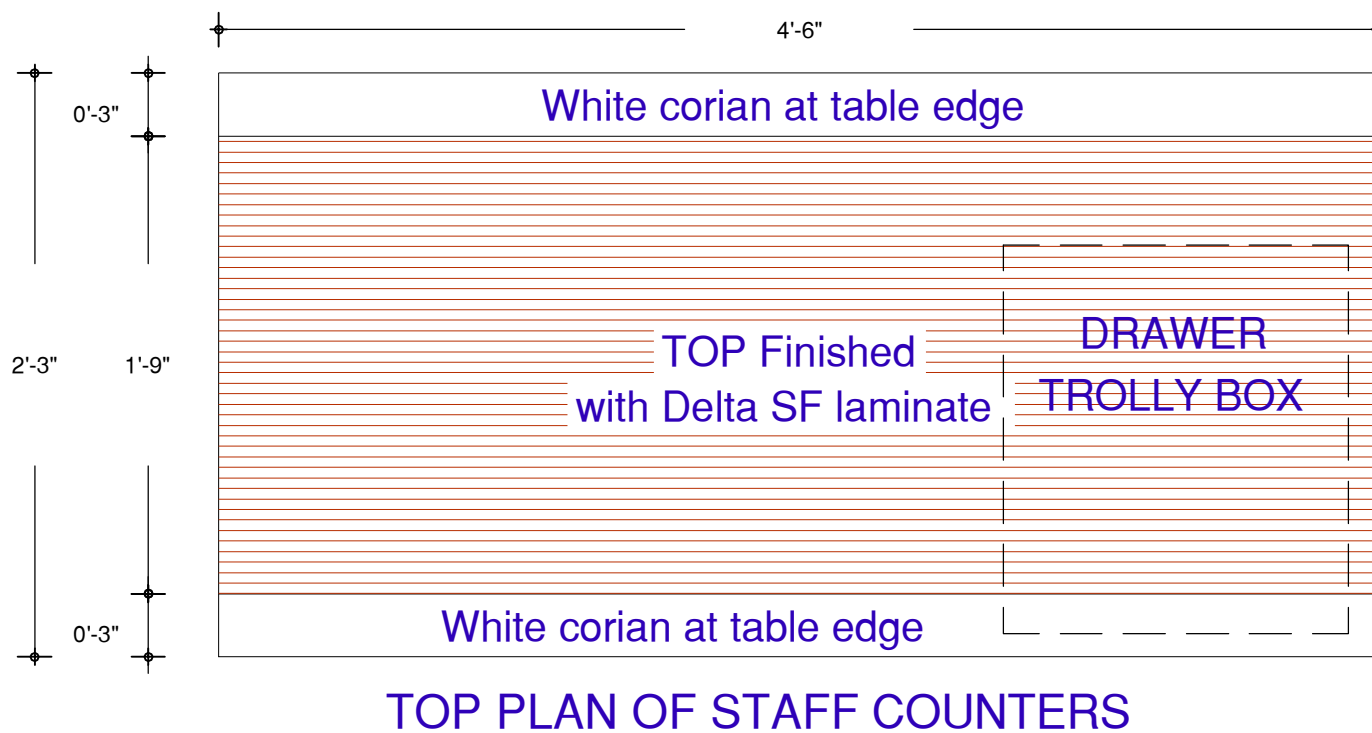 4'-6"
0'-3"
White corian at table edge
2'-3"
1'-9"
TOP Finished
with Delta SF laminate
DRAWER
TROLLY BOX
0'-3"
White corian at table edge
TOP PLAN OF STAFF COUNTERS